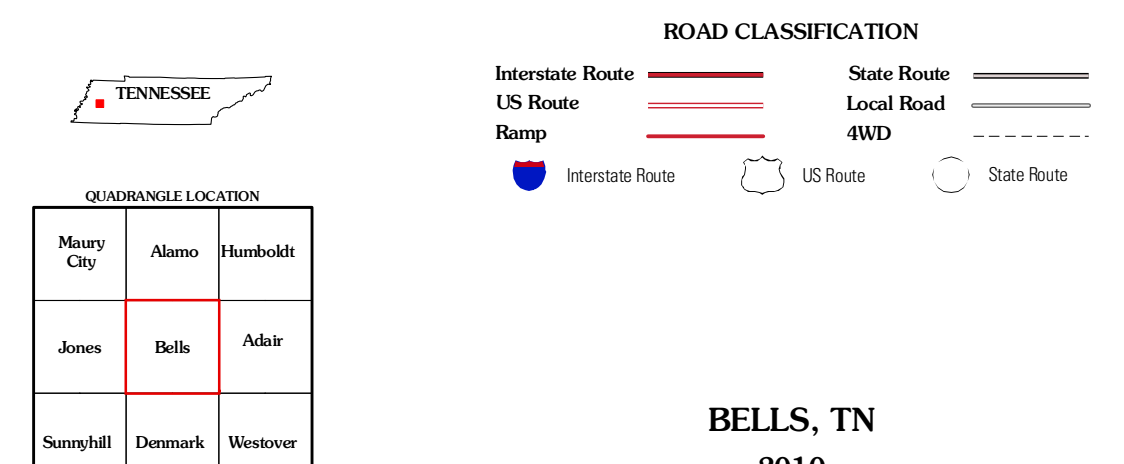 ROAD CLASSIFICATION
Interstate Route
State Route
US Route
Local Road
Ramp
4WD
Interstate Route
US Route
State Route
TENNESSEE
QUADRANGLE LOCATION
Maury
City
Alamo
Humboldt
Jones
Bells
Adair
Sunnyhill
Denmark
Westover
BELLS, TN
2010